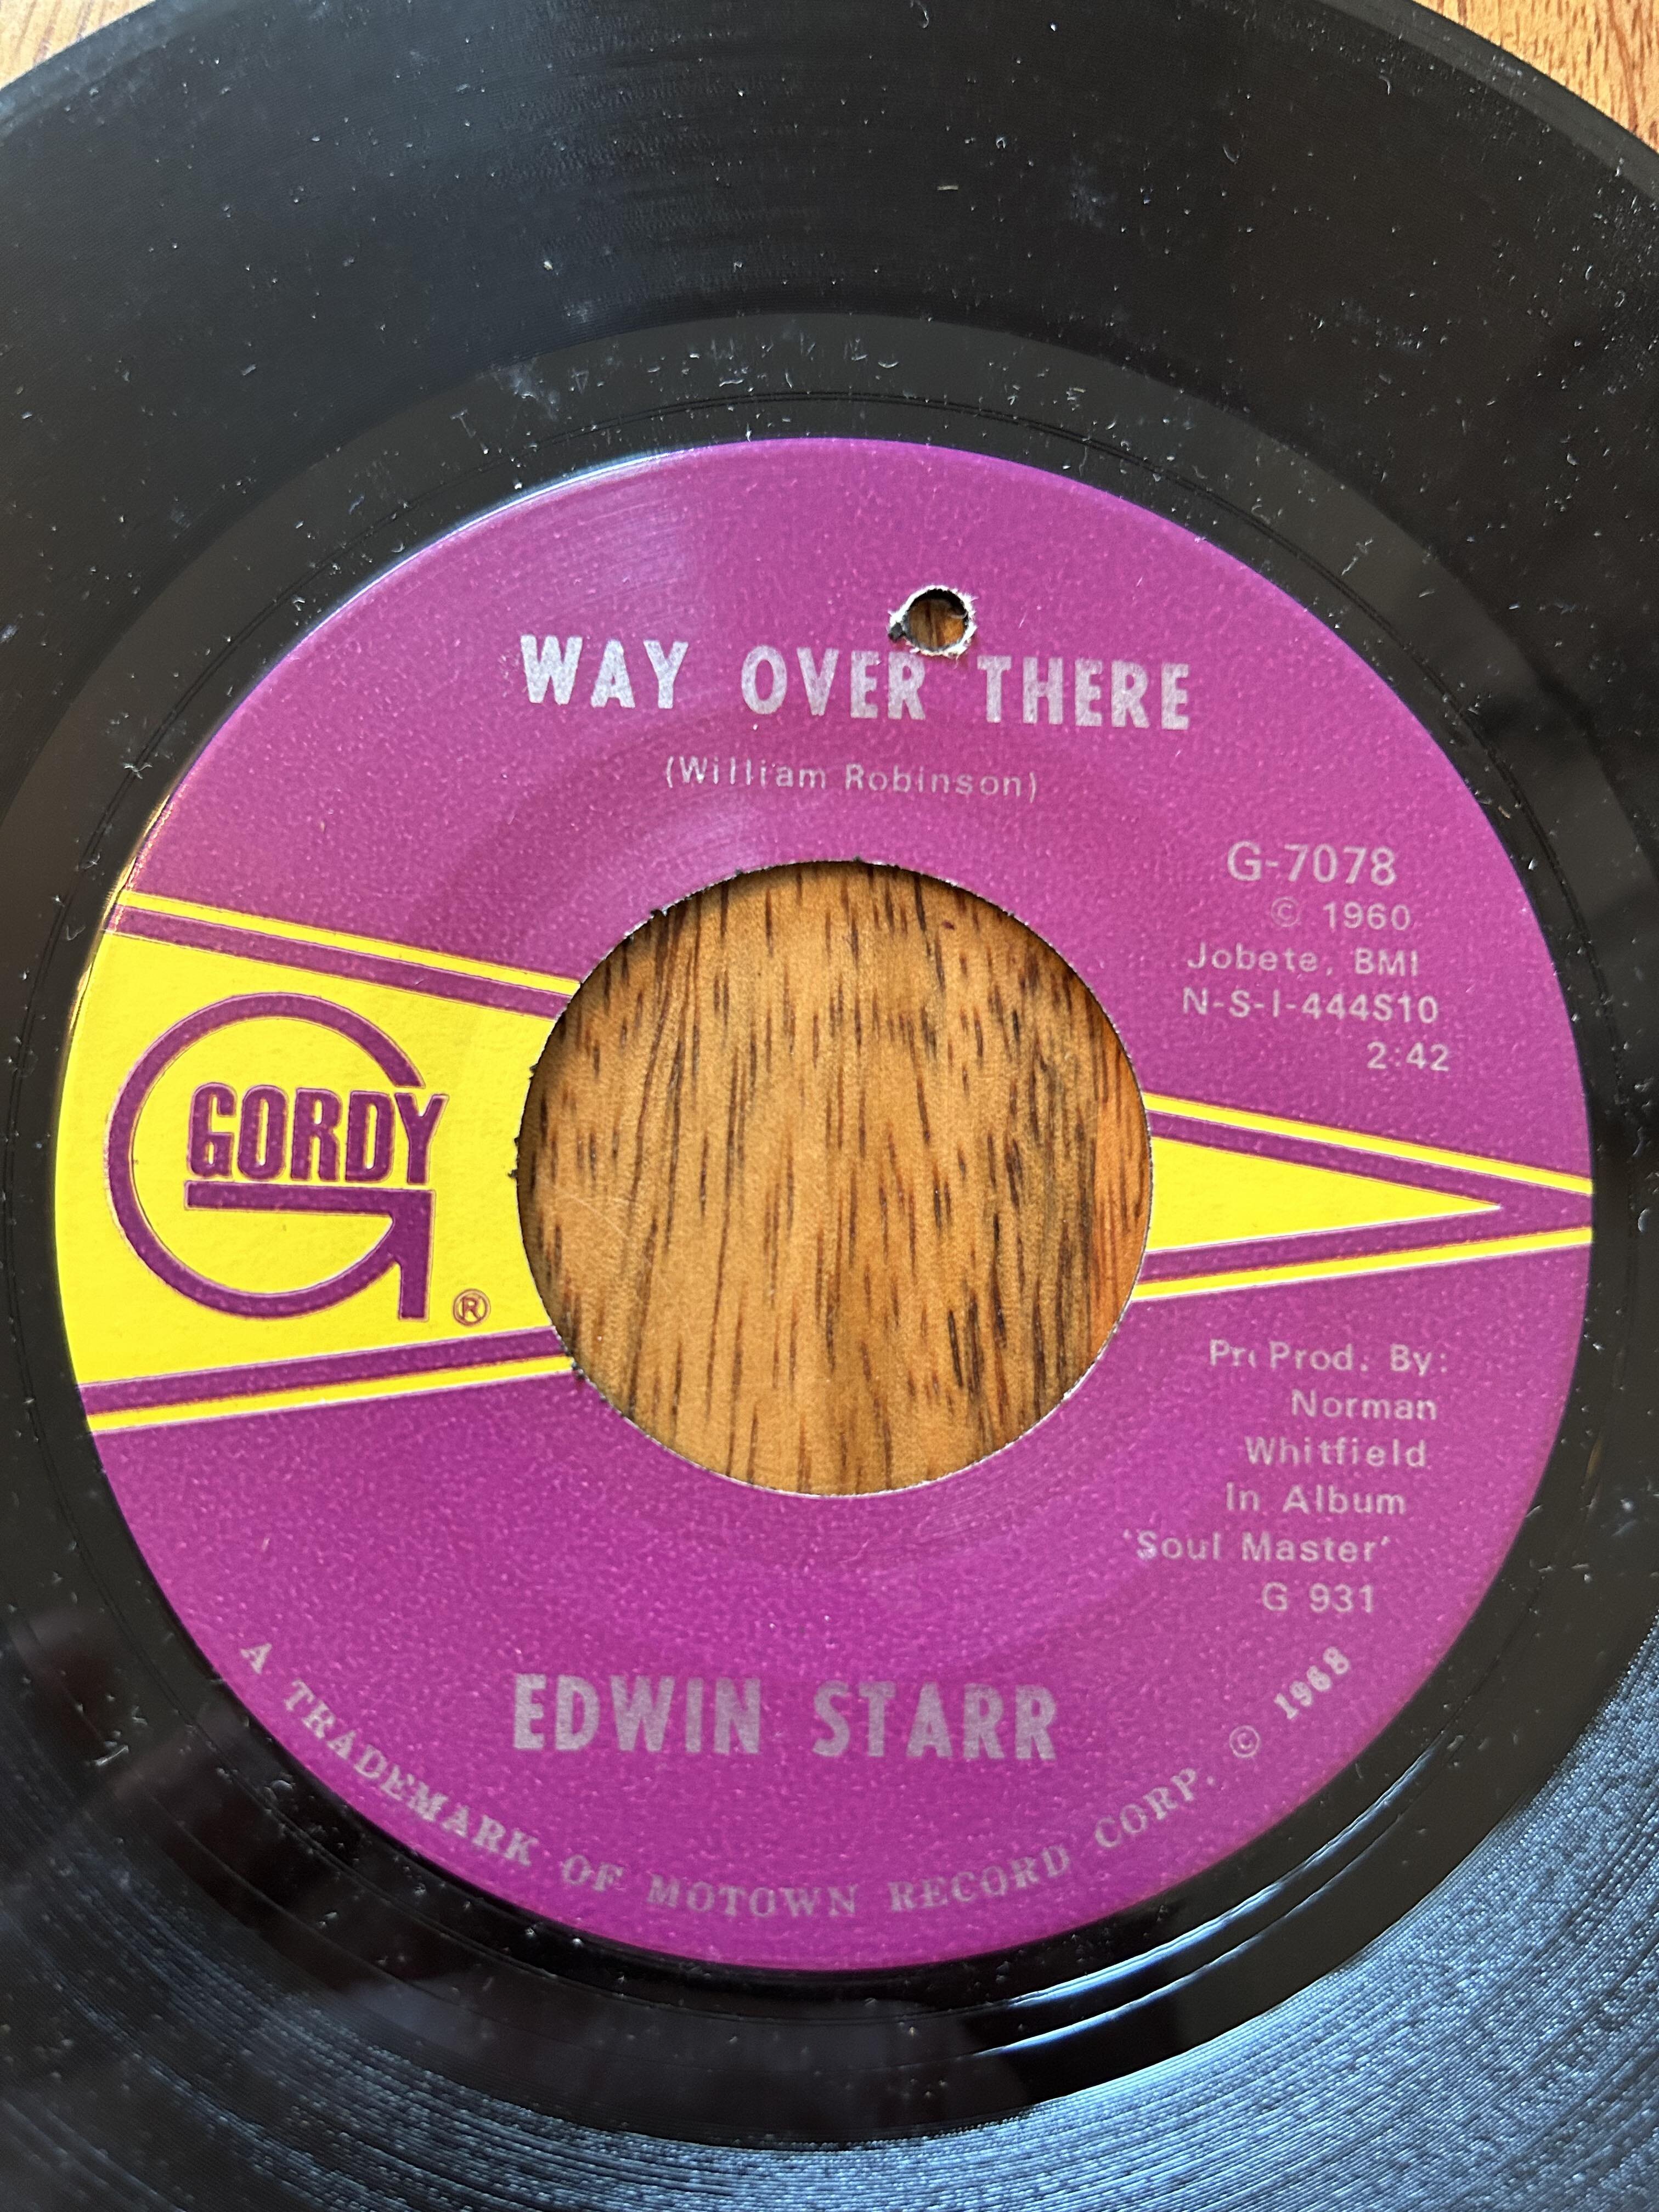 WAY OVER THERE
(William Robinson)
G-7078
© 1960
Jobete, BMI
N-S-I-444S10
2:42
GORDY
®
Prod. By:
Norman
Whitfield
In Album
'Soul Master'
G 931
EDWIN STARR
A TRADEMARK OF MOTOWN RECORD CORP. © 1968